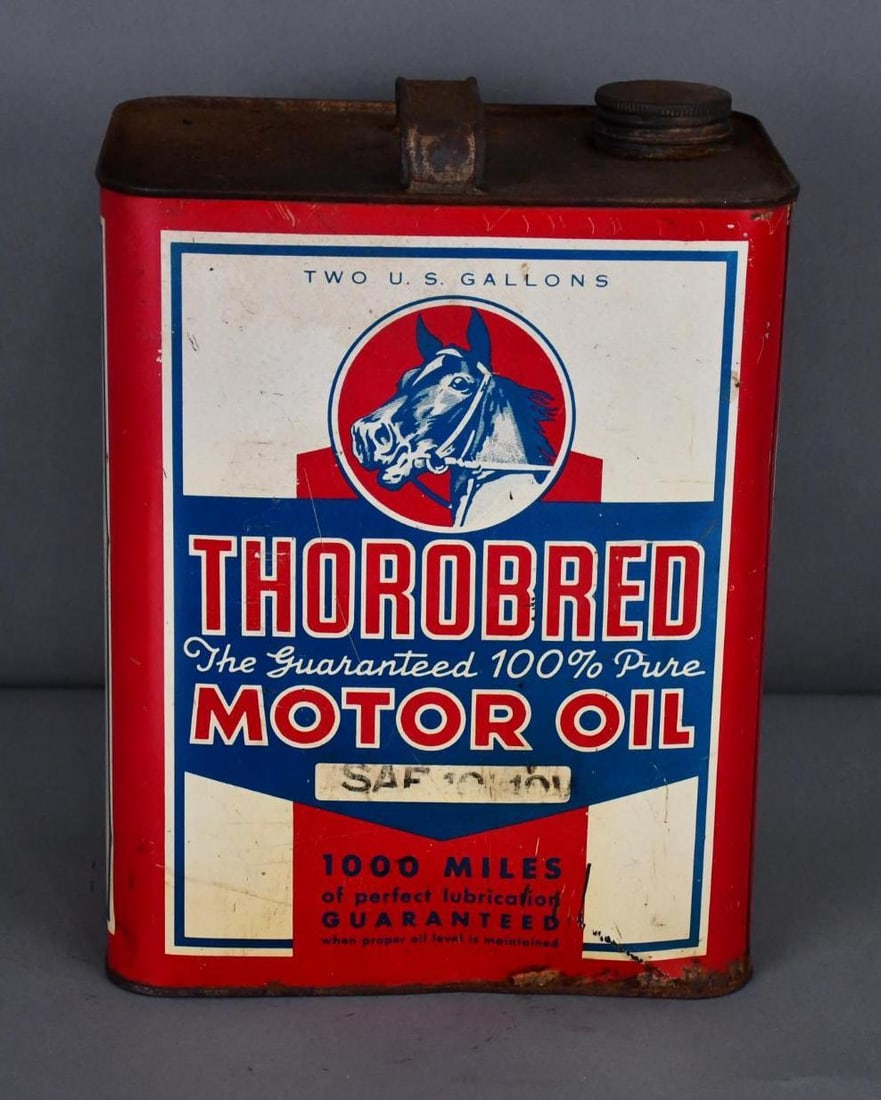 TWO U.S. GALLONS
THOROBRED
The Guaranteed 100% Pure
MOTOR OIL
SAE
1000 MILES
of perfect lubrication
GUARANTEED
when proper oil level is maintained